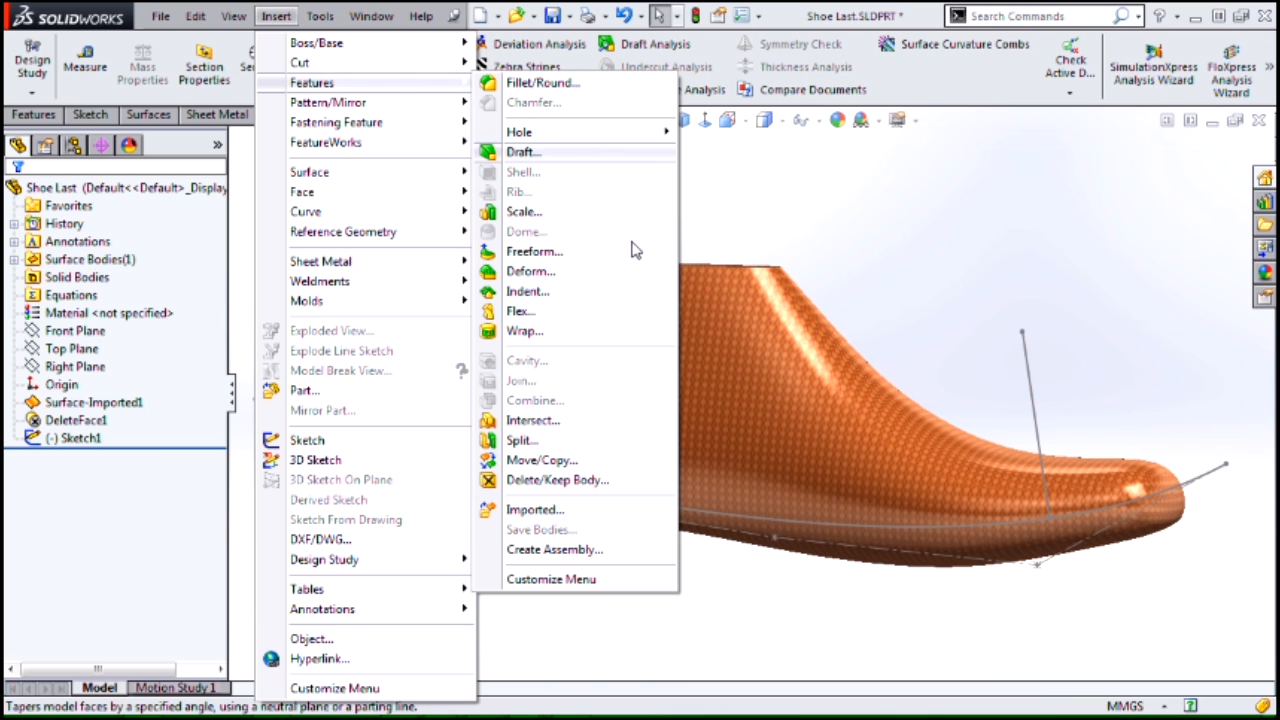 SOLIDWORKS File Edit View Insert Tools Window Help Shoe Last.SLDPRT * Search Commands
Design Study
Measure
Mass Properties
Section Properties
Deviation Analysis
Zebra Stripes
Draft Analysis
Undercut Analysis
Analysis
Symmetry Check
Thickness Analysis
Compare Documents
Surface Curvature Combs
Check Active D...
SimulationXpress Analysis Wizard
FloXpress Analysis Wizard
Features Sketch Surfaces Sheet Metal
Shoe Last (Default<<Default>_Display
Favorites
History
Annotations
Surface Bodies(1)
Solid Bodies
Equations
Material <not specified>
Front Plane
Top Plane
Right Plane
Origin
Surface-Imported1
DeleteFace1
(-) Sketch1
Boss/Base
Cut
Features
Pattern/Mirror
Fastening Feature
FeatureWorks
Surface
Face
Curve
Reference Geometry
Sheet Metal
Weldments
Molds
Exploded View...
Explode Line Sketch
Model Break View...
Part...
Mirror Part...
Sketch
3D Sketch
3D Sketch On Plane
Derived Sketch
Sketch From Drawing
DXF/DWG...
Design Study
Tables
Annotations
Object...
Hyperlink...
Customize Menu
Fillet/Round...
Chamfer...
Hole
Draft...
Shell...
Rib...
Scale...
Dome...
Freeform...
Deform...
Indent...
Flex...
Wrap...
Cavity...
Join...
Combine...
Intersect...
Split...
Move/Copy...
Delete/Keep Body...
Imported...
Save Bodies...
Create Assembly...
Customize Menu
Model Motion Study 1
Tapers model faces by a specified angle, using a neutral plane or a parting line. MMGS